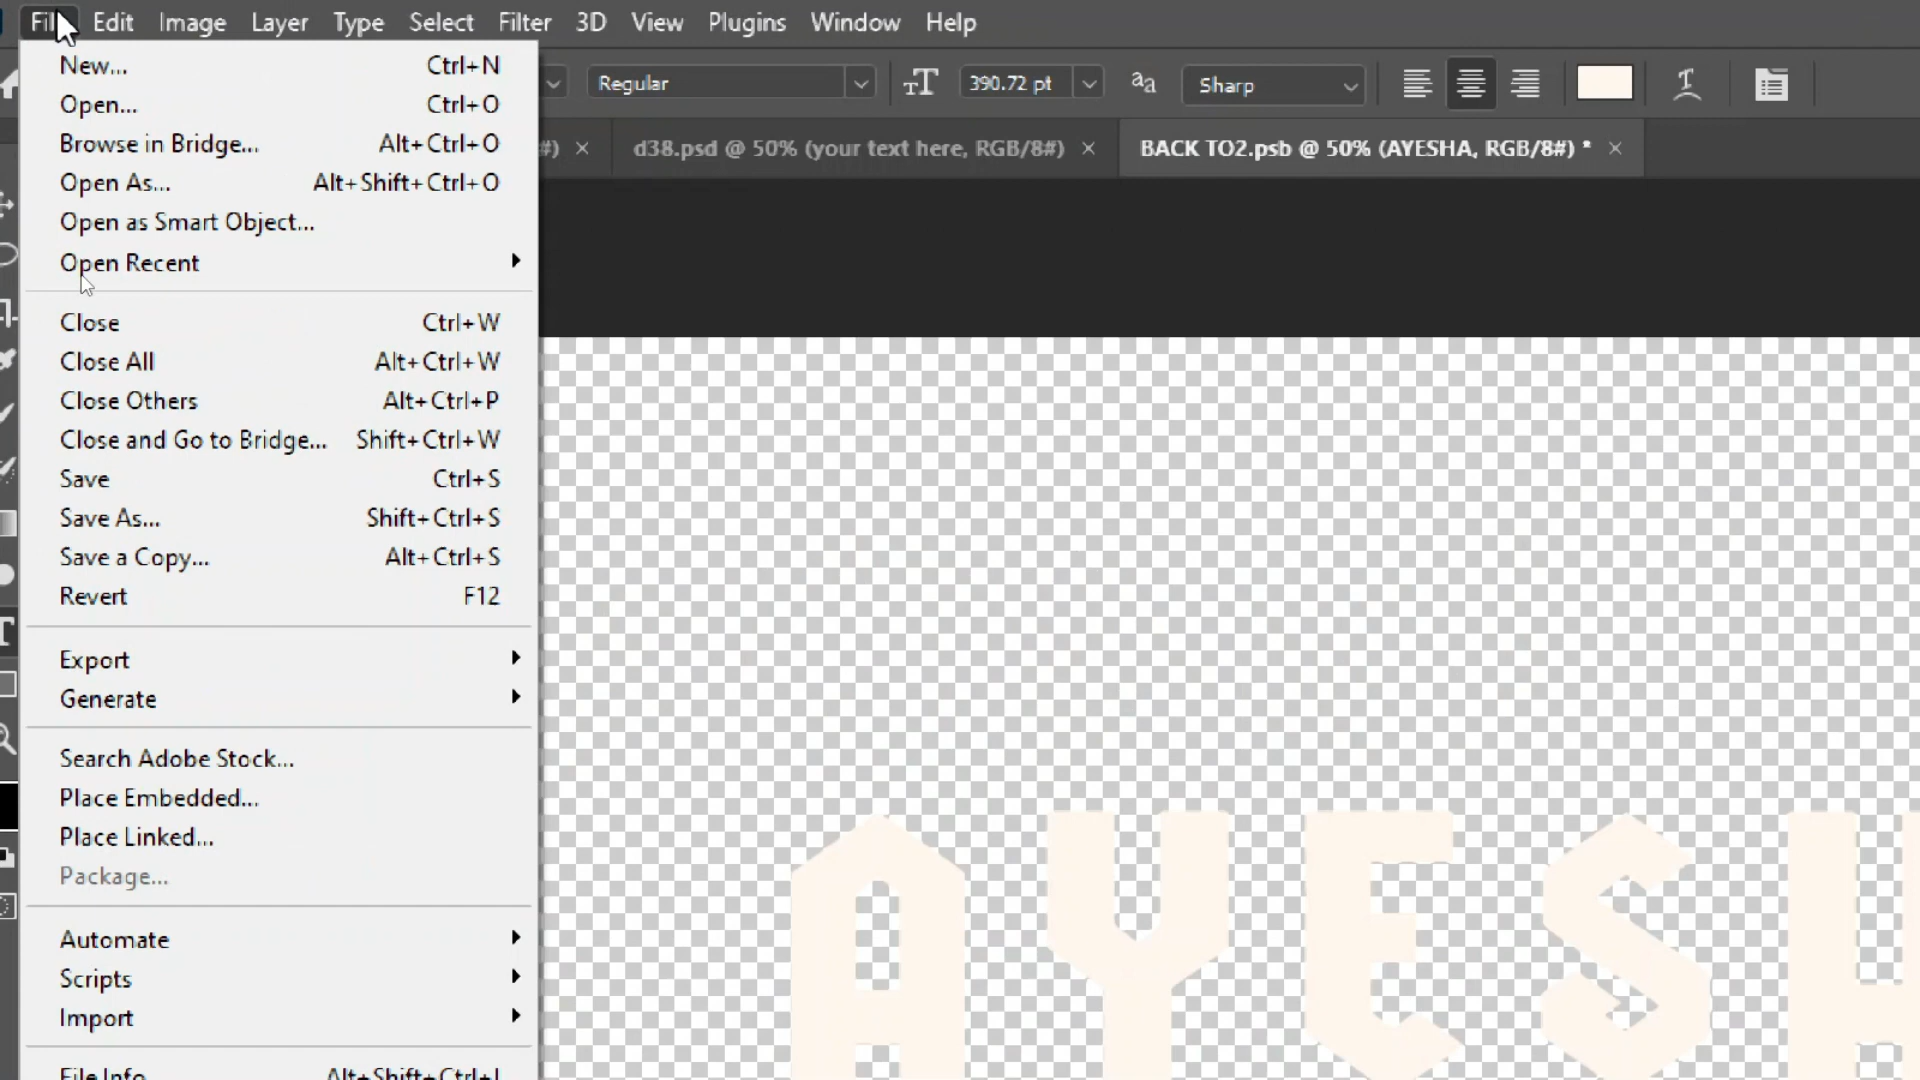 Edit Image Layer Type Select Filter 3D View Plugins Window Help
Regular 390.72 pt Sharp
#) × d38.psd @ 50% (your text here, RGB/8#) × BACK TO2.psb @ 50% (AYESHA, RGB/8#) * ×
New... Ctrl+N
Open... Ctrl+O
Browse in Bridge... Alt+Ctrl+O
Open As... Alt+Shift+Ctrl+O
Open as Smart Object...
Open Recent
Close Ctrl+W
Close All Alt+Ctrl+W
Close Others Alt+Ctrl+P
Close and Go to Bridge... Shift+Ctrl+W
Save Ctrl+S
Save As... Shift+Ctrl+S
Save a Copy... Alt+Ctrl+S
Revert F12
Export
Generate
Search Adobe Stock...
Place Embedded...
Place Linked...
Package...
Automate
Scripts
Import
File Info... Alt+Shift+Ctrl+I
AYESH